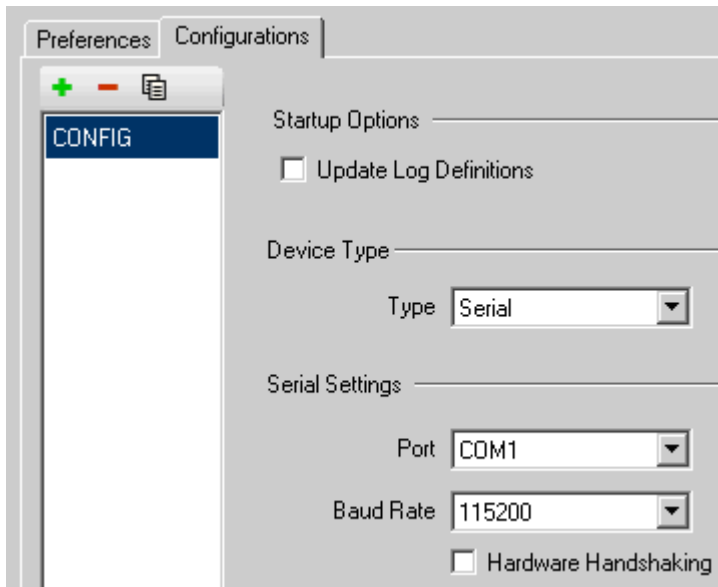 Preferences
Configurations
CONFIG
Startup Options
Update Log Definitions
Device Type
Type
Serial
Serial Settings
Port
COM1
Baud Rate
115200
Hardware Handshaking